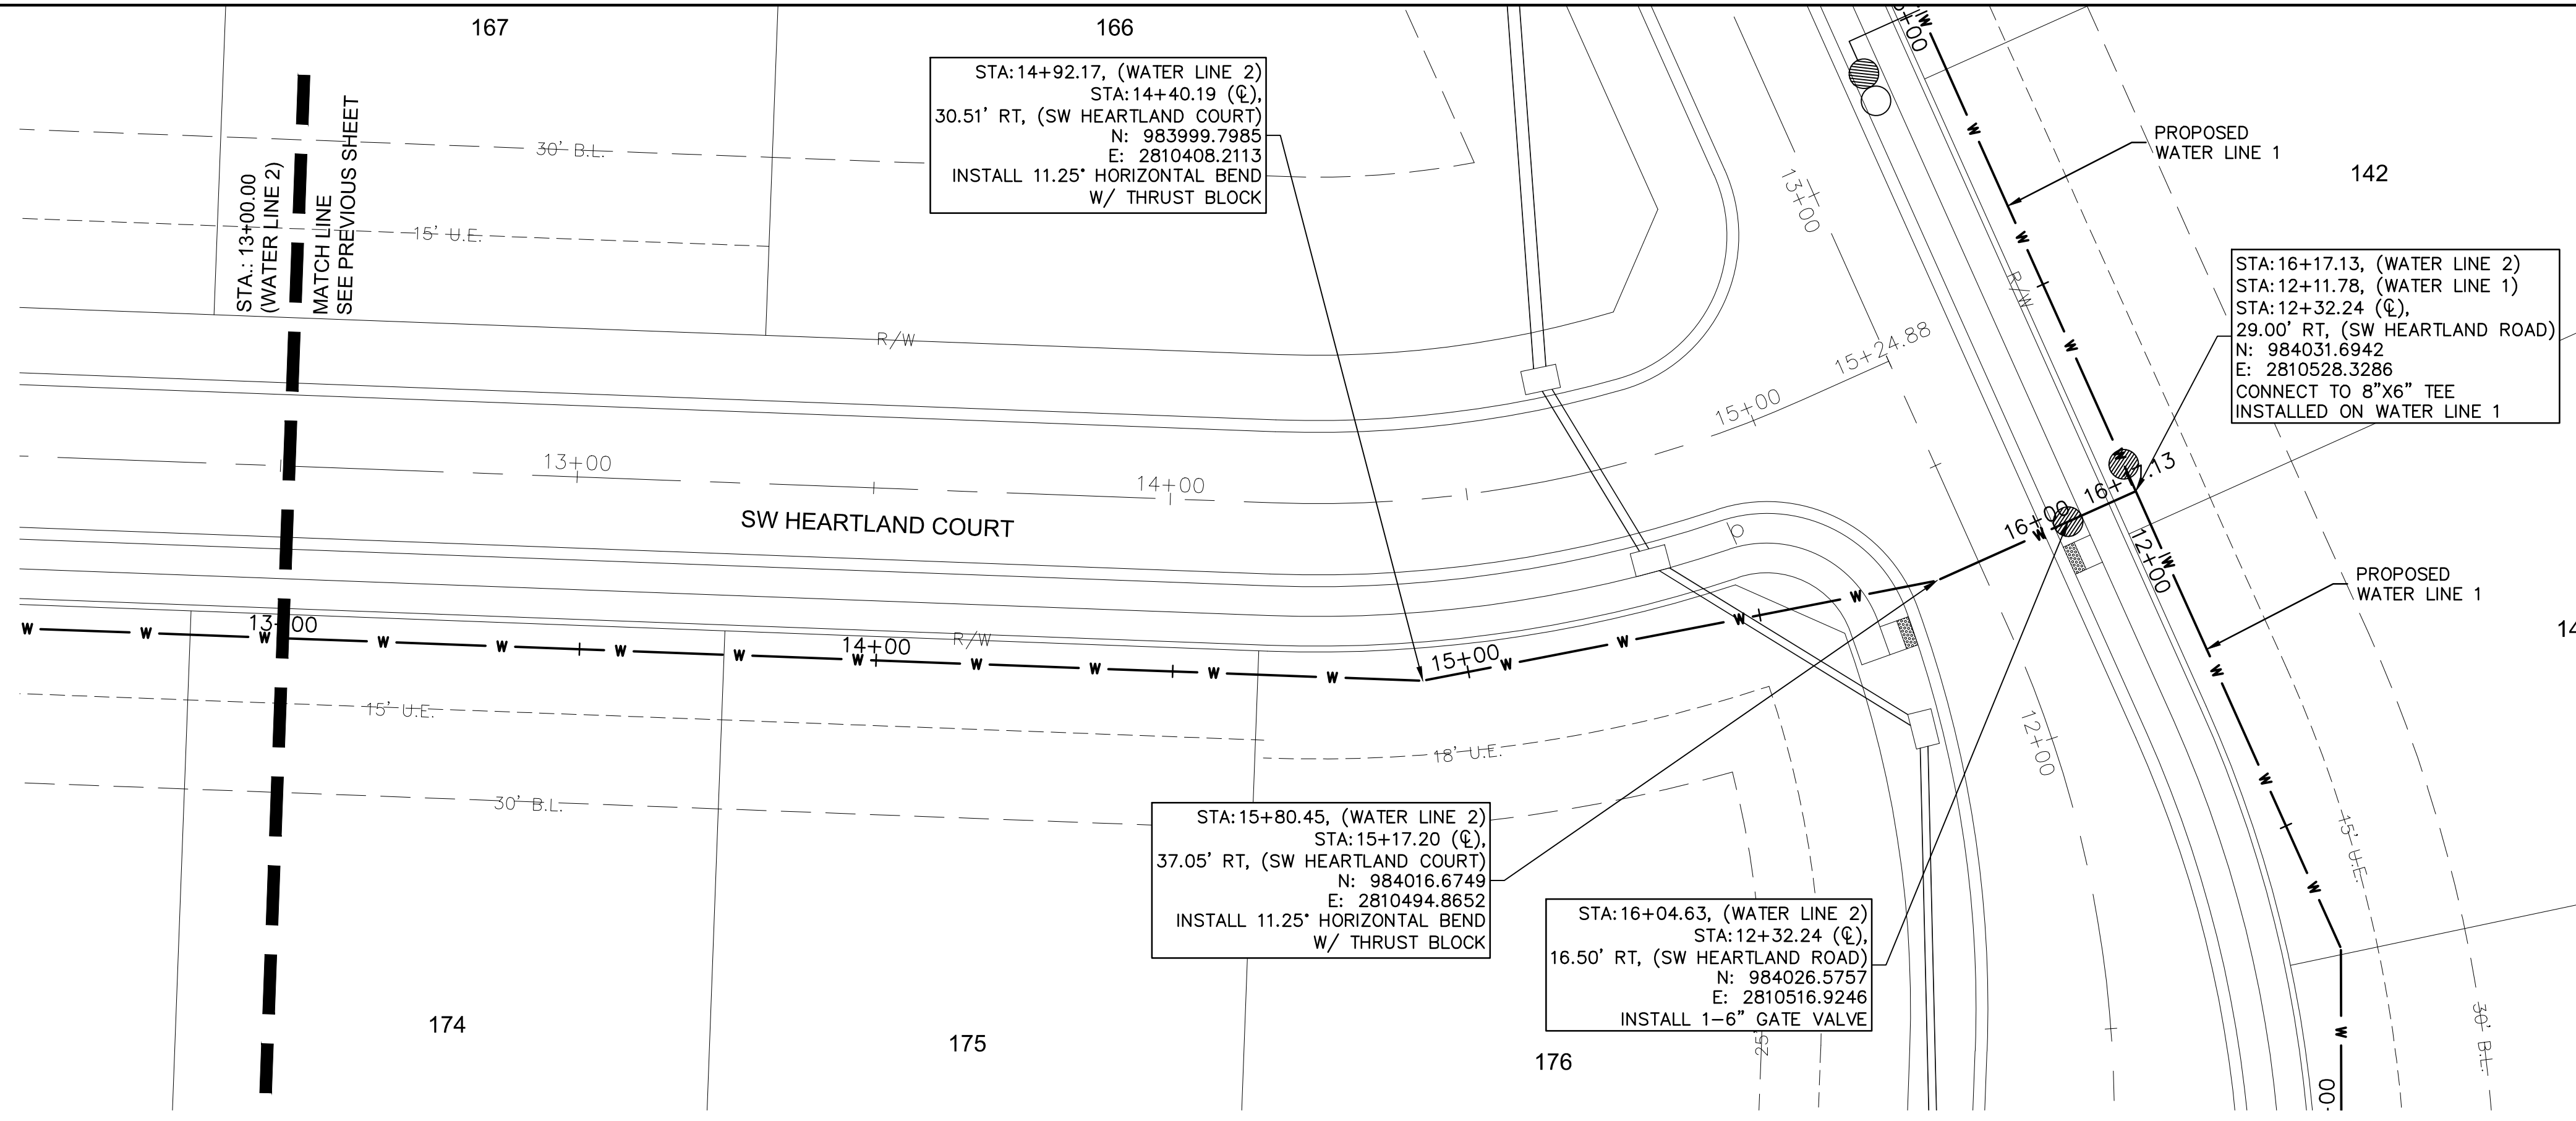 167
166
STA:14+92.17, (WATER LINE 2)
STA:14+40.19 (℄),
30.51' RT, (SW HEARTLAND COURT)
N: 983999.7985
E: 2810408.2113
INSTALL 11.25° HORIZONTAL BEND
W/ THRUST BLOCK
STA.: 13+00.00
(WATER LINE 2)
MATCH LINE
SEE PREVIOUS SHEET
30' B.L.
15' U.E.
R/W
PROPOSED
WATER LINE 1
142
13+00
R/W
STA:16+17.13, (WATER LINE 2)
STA:12+11.78, (WATER LINE 1)
STA:12+32.24 (℄),
29.00' RT, (SW HEARTLAND ROAD)
N: 984031.6942
E: 2810528.3286
CONNECT TO 8"X6" TEE
INSTALLED ON WATER LINE 1
15+24.88
15+00
13+00
14+00
SW HEARTLAND COURT
16+00
16+17.13
12+00
PROPOSED
WATER LINE 1
13+00
14+00
R/W
15+00
W W W W W W W W W W W W W W W W W
15' U.E.
18' U.E.
30' B.L.
12+00
STA:15+80.45, (WATER LINE 2)
STA:15+17.20 (℄),
37.05' RT, (SW HEARTLAND COURT)
N: 984016.6749
E: 2810494.8652
INSTALL 11.25° HORIZONTAL BEND
W/ THRUST BLOCK
STA:16+04.63, (WATER LINE 2)
STA:12+32.24 (℄),
16.50' RT, (SW HEARTLAND ROAD)
N: 984026.5757
E: 2810516.9246
INSTALL 1-6" GATE VALVE
15' U.E.
30' B.L.
174
175
176
25'